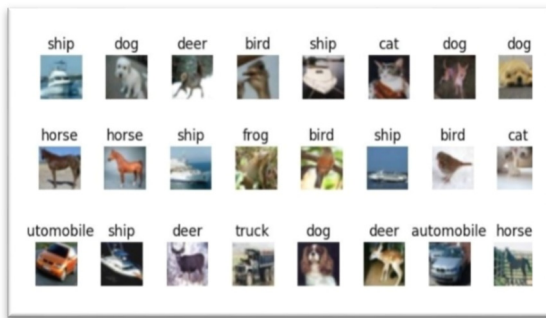 ship dog deer bird ship cat dog dog
horse horse ship frog bird ship bird cat
utomobile ship deer truck dog deer automobile horse